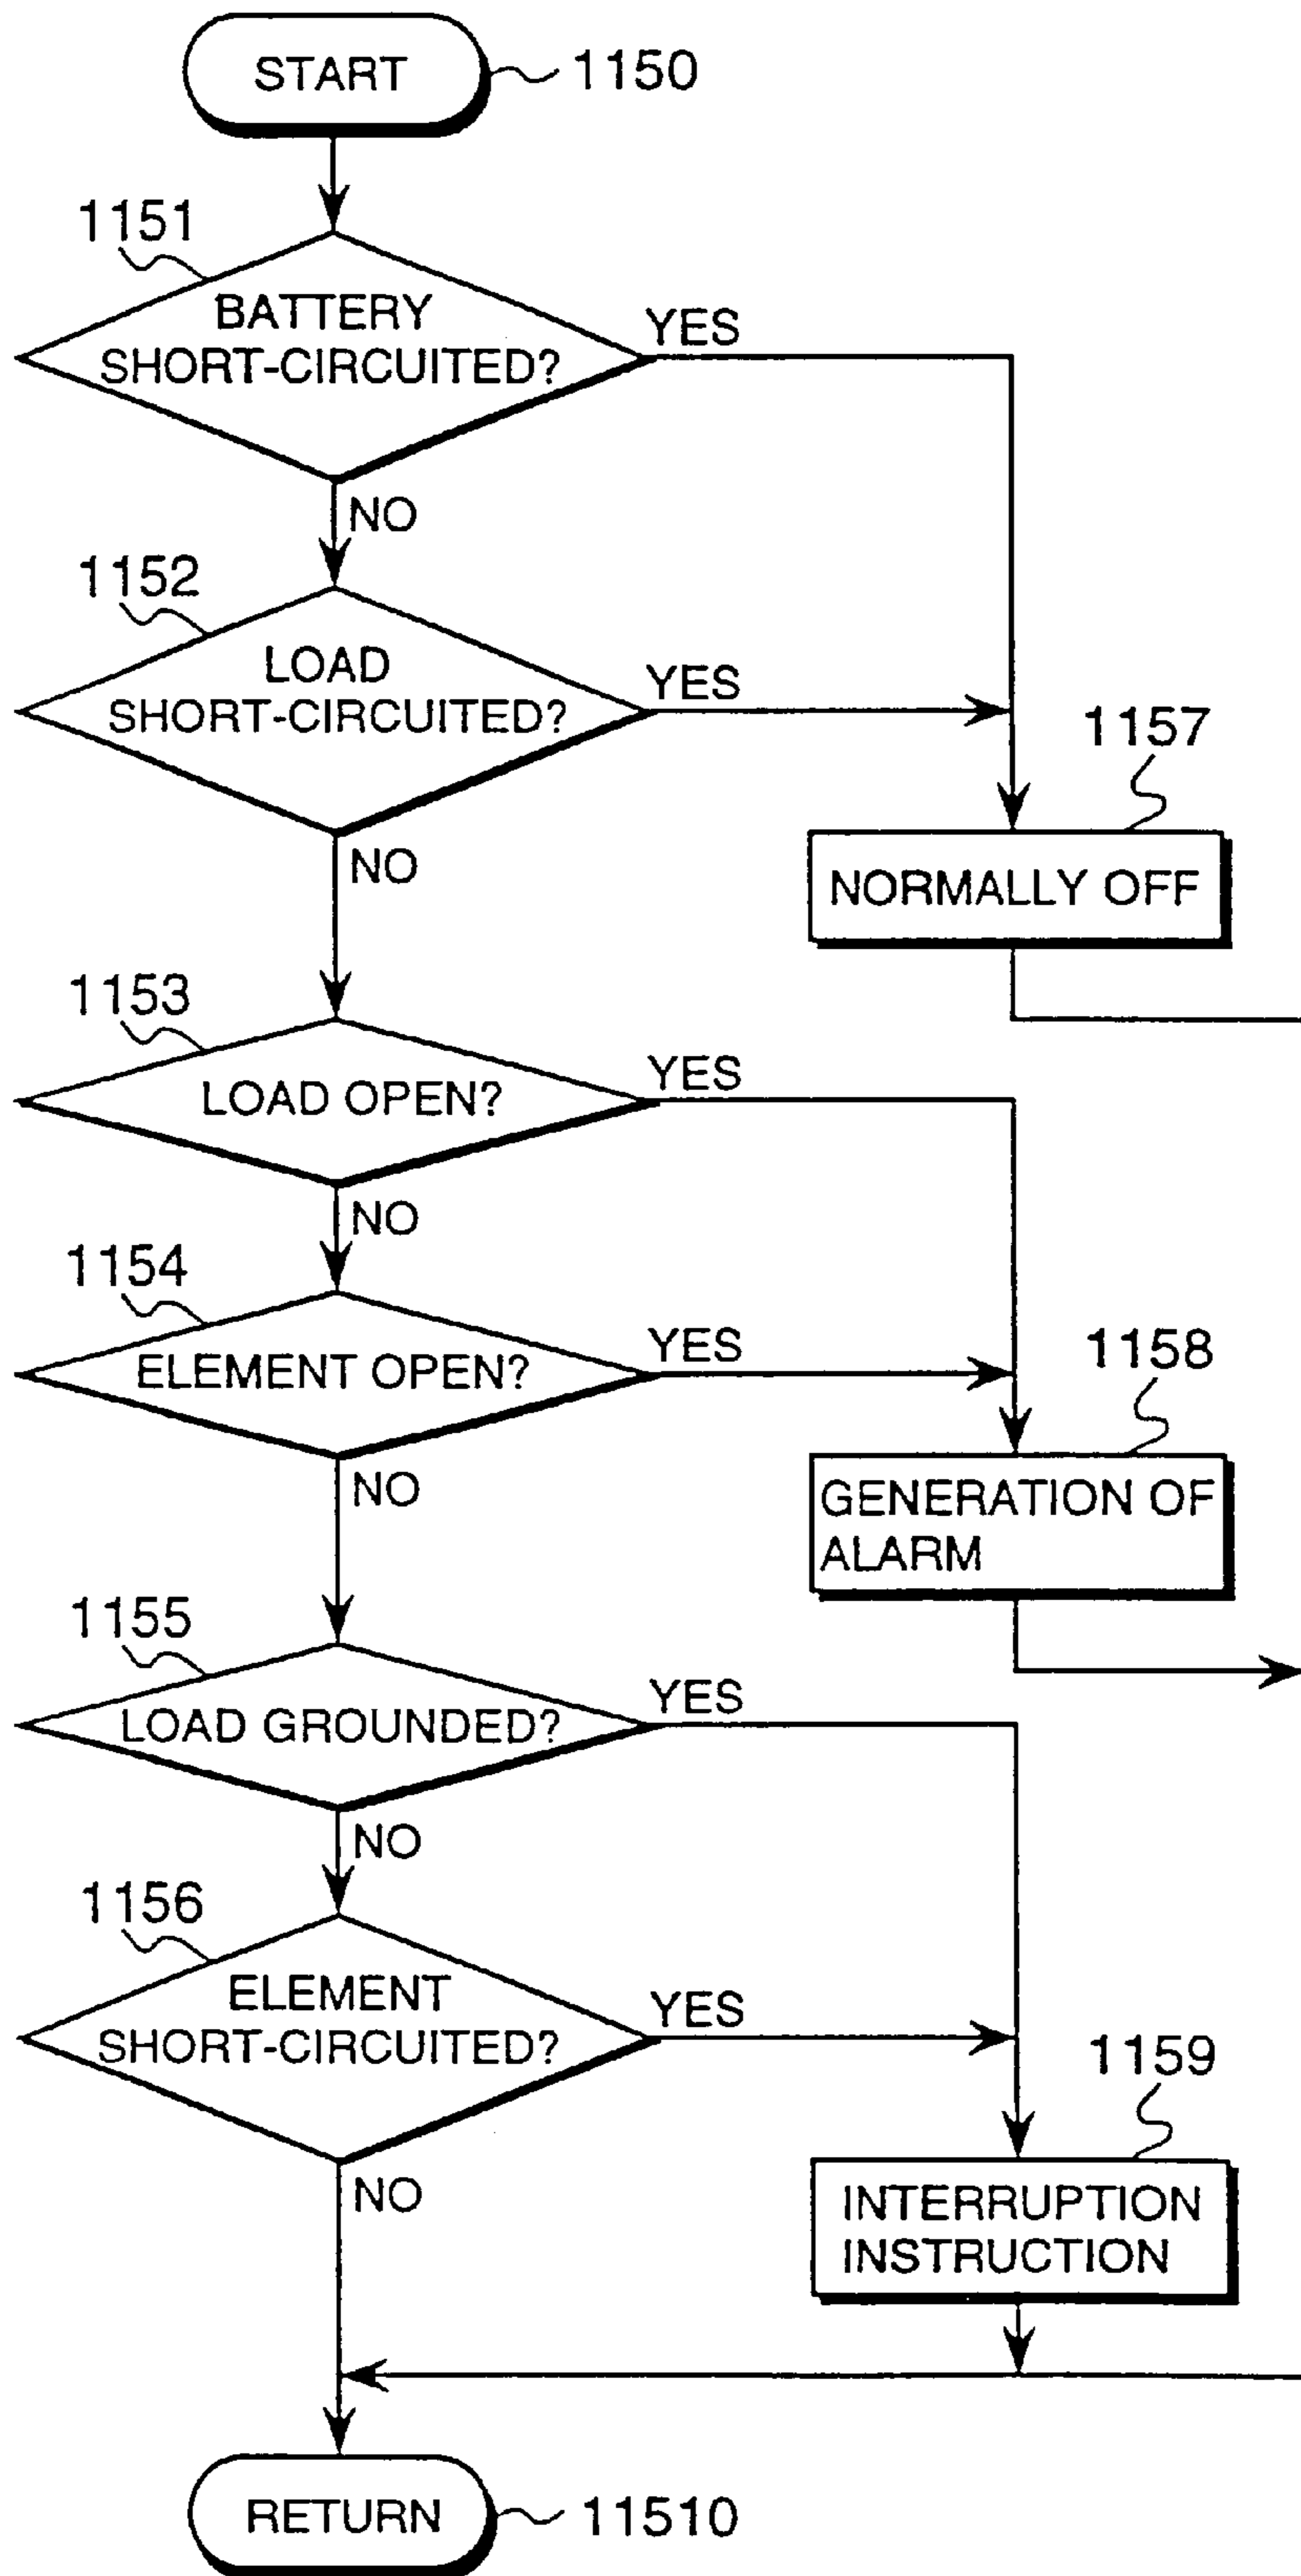 START
1150
1151
BATTERY
SHORT-CIRCUITED?
YES
NO
1152
LOAD
SHORT-CIRCUITED?
YES
NO
1157
NORMALLY OFF
1153
LOAD OPEN?
YES
NO
1154
ELEMENT OPEN?
YES
NO
1158
GENERATION OF
ALARM
1155
LOAD GROUNDED?
YES
NO
1156
ELEMENT
SHORT-CIRCUITED?
YES
NO
1159
INTERRUPTION
INSTRUCTION
RETURN
11510